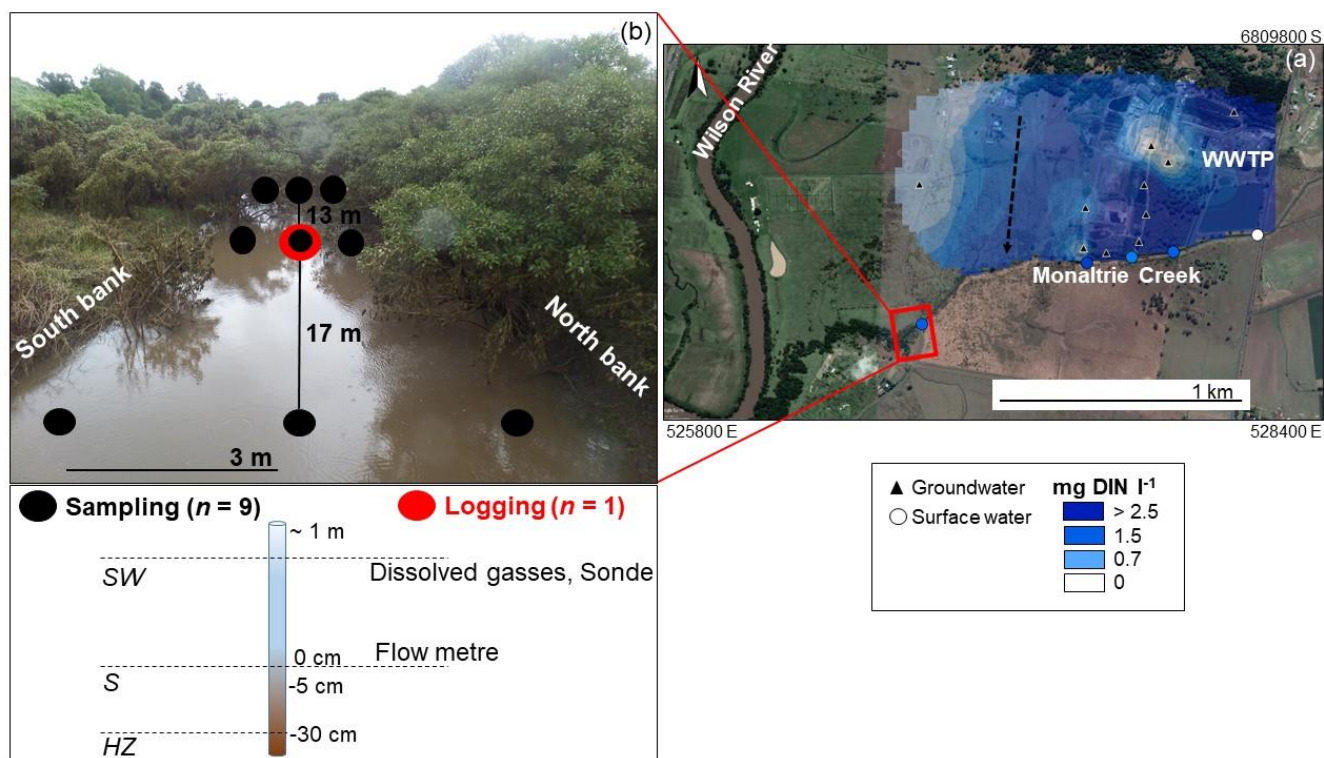 (b)
13 m
17 m
South bank
North bank
3 m
Sampling (n = 9)
Logging (n = 1)
~ 1 m
SW
Dissolved gasses, Sonde
0 cm
Flow metre
S
-5 cm
-30 cm
HZ
6809800 S
(a)
Wilson River
WWTP
Monaltrie Creek
1 km
525800 E
528400 E
Groundwater
Surface water
mg DIN l-1
> 2.5
1.5
0.7
0